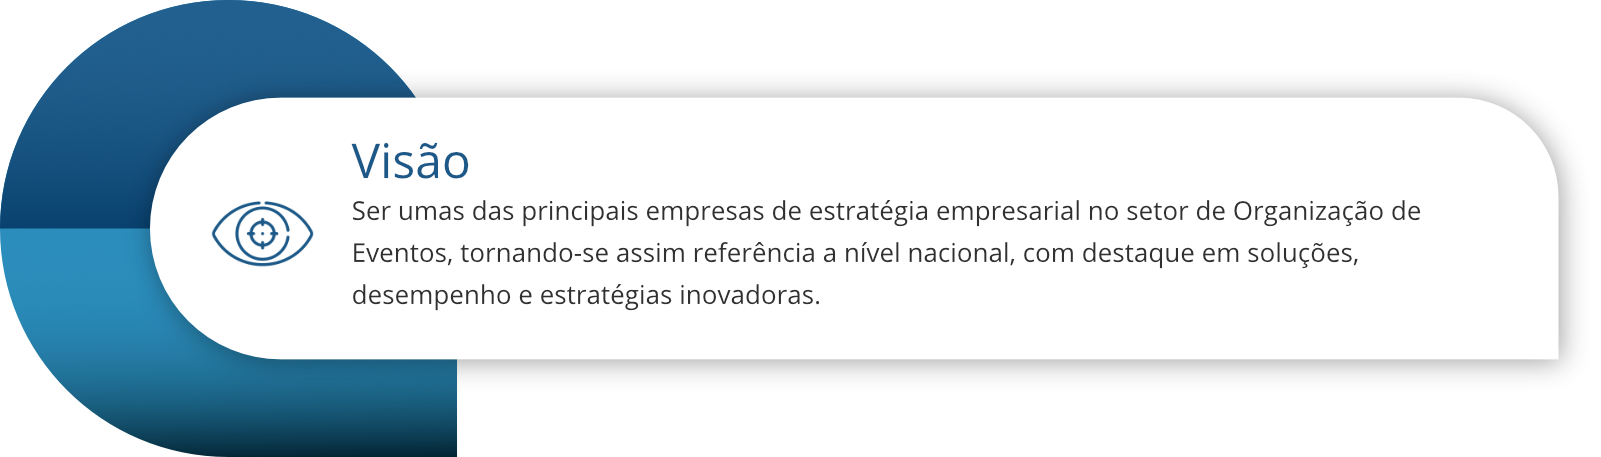 Visão
Ser umas das principais empresas de estratégia empresarial no setor de Organização de
Eventos, tornando-se assim referência a nível nacional, com destaque em soluções,
desempenho e estratégias inovadoras.